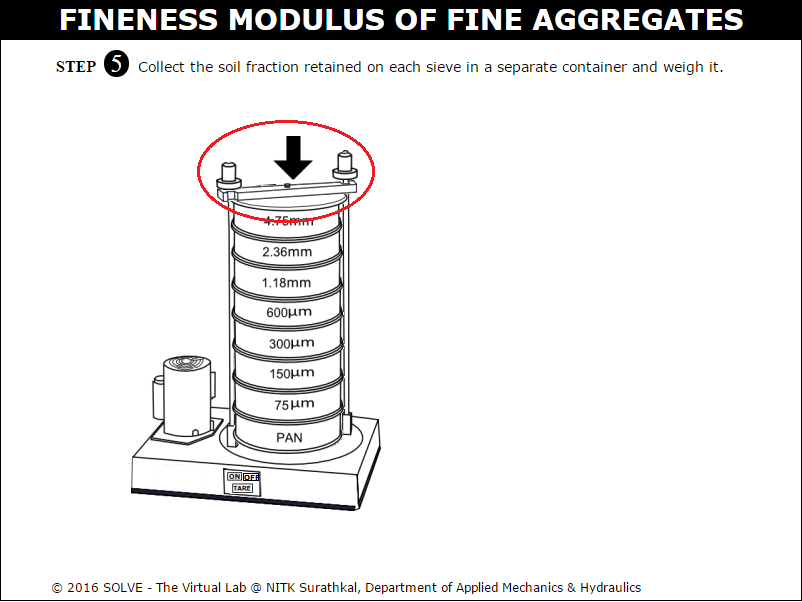 FINENESS MODULUS OF FINE AGGREGATES
STEP 5 Collect the soil fraction retained on each sieve in a separate container and weigh it.
4.75mm
2.36mm
1.18mm
600µm
300µm
150µm
75µm
PAN
ON OFF
TARE
© 2016 SOLVE - The Virtual Lab @ NITK Surathkal, Department of Applied Mechanics & Hydraulics